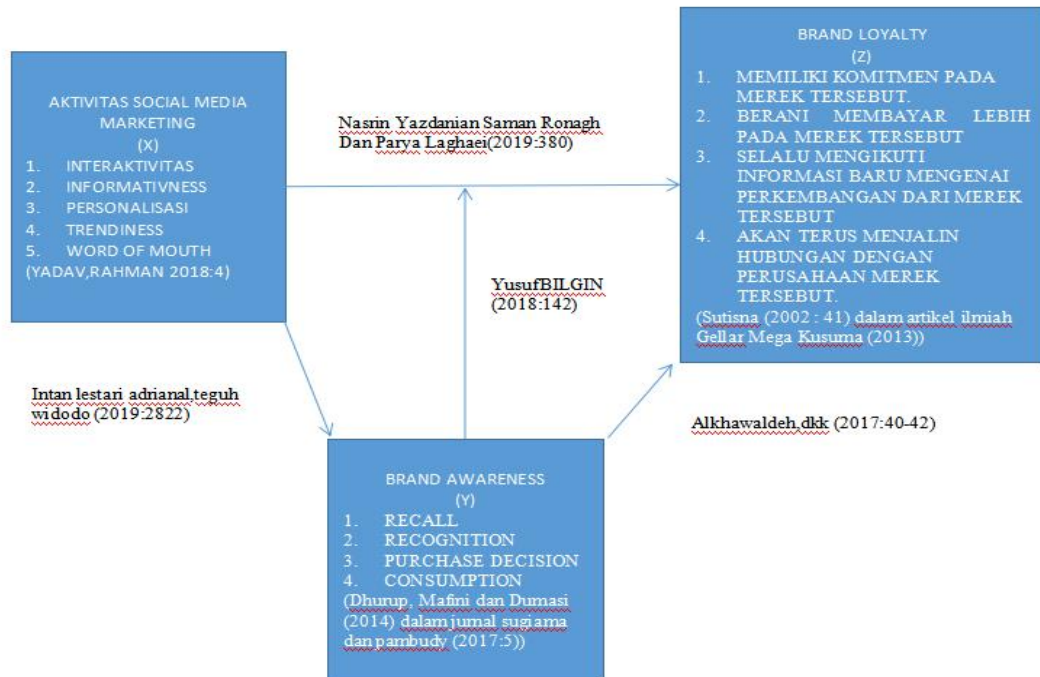 AKTIVITAS SOCIAL MEDIA
MARKETING
(X)
1. INTERAKTIVITAS
2. INFORMATIVNESS
3. PERSONALISASI
4. TRENDINESS
5. WORD OF MOUTH
(YADAV,RAHMAN 2018:4)
Nasrin Yazdanian Saman Ronagh
Dan Parya Laghaei(2019:380)
BRAND LOYALTY
(Z)
1. MEMILIKI KOMITMEN PADA
MEREK TERSEBUT.
2. BERANI MEMBAYAR LEBIH
PADA MEREK TERSEBUT
3. SELALU MENGIKUTI
INFORMASI BARU MENGENAI
PERKEMBANGAN DARI MEREK
TERSEBUT
4. AKAN TERUS MENJALIN
HUBUNGAN DENGAN
PERUSAHAAN MEREK
TERSEBUT.
(Sutisna (2002 : 41) dalam artikel ilmiah
Gellar Mega Kusuma (2013))
YusufBILGIN
(2018:142)
Intan lestari adrianal,teguh
widodo (2019:2822)
Alkhawaldeh,dkk (2017:40-42)
BRAND AWARENESS
(Y)
1. RECALL
2. RECOGNITION
3. PURCHASE DECISION
4. CONSUMPTION
(Dhurup, Mafini dan Dumasi
(2014) dalam jurnal sugiama
dan pambudy (2017:5))